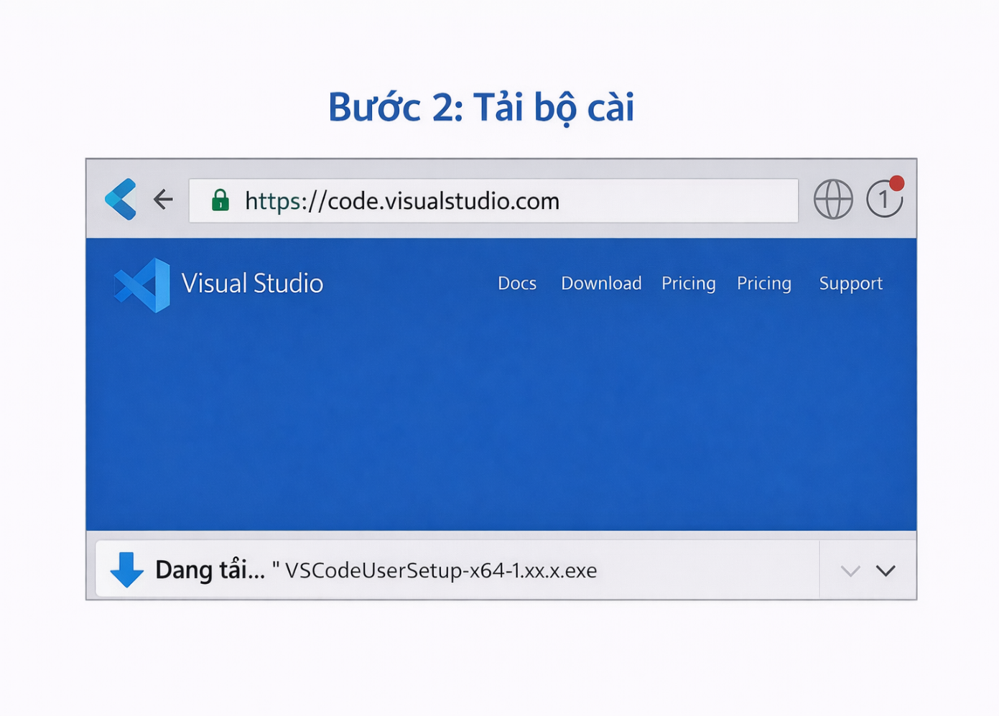 Bước 2: Tải bộ cài
https://code.visualstudio.com
1
Visual Studio
Docs Download Pricing Pricing Support
Dang tải... " VSCodeUserSetup-x64-1.xx.x.exe